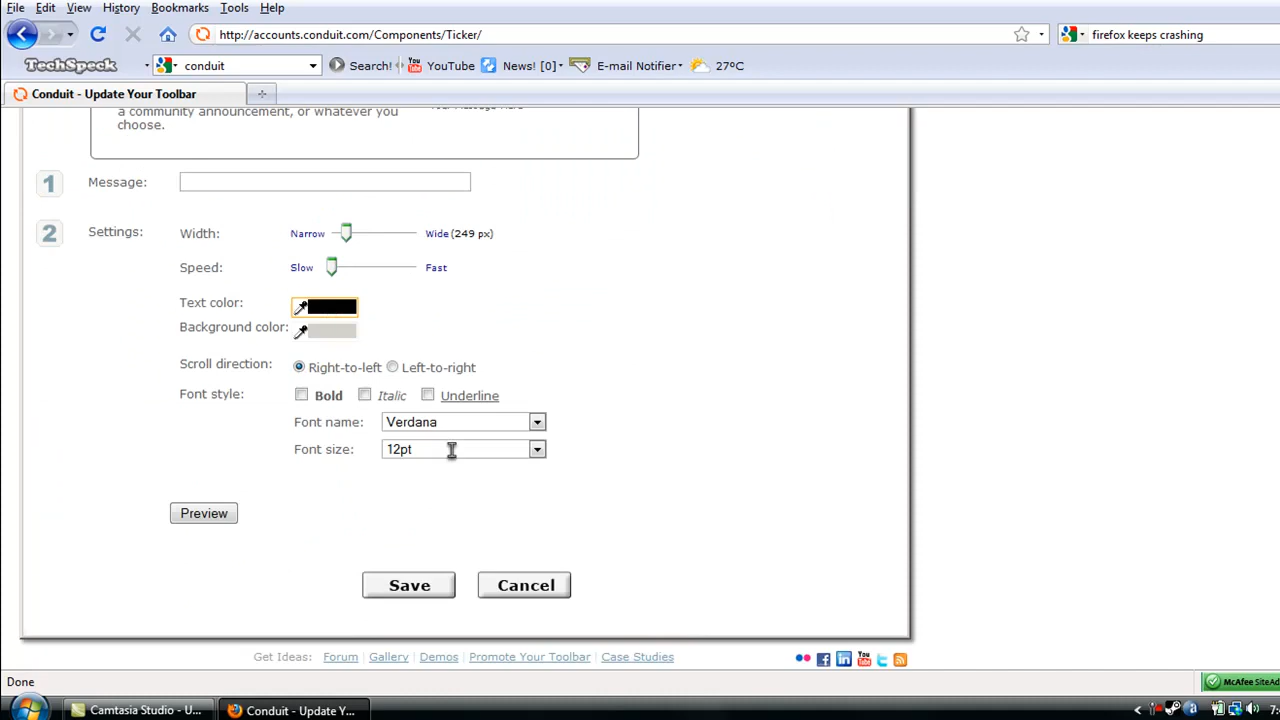 File Edit View History Bookmarks Tools Help
http://accounts.conduit.com/Components/Ticker/ firefox keeps crashing
TechSpeck conduit Search! YouTube News! [0] E-mail Notifier 27°C
Conduit - Update Your Toolbar
a community announcement, or whatever you
choose.
1 Message:
2 Settings: Width: Narrow Wide (249 px)
Speed: Slow Fast
Text color:
Background color:
Scroll direction: Right-to-left Left-to-right
Font style: Bold Italic Underline
Font name: Verdana
Font size: 12pt
Preview
Save Cancel
Get Ideas: Forum | Gallery | Demos | Promote Your Toolbar | Case Studies
Done McAfee SiteAd
Camtasia Studio - U... Conduit - Update Y...